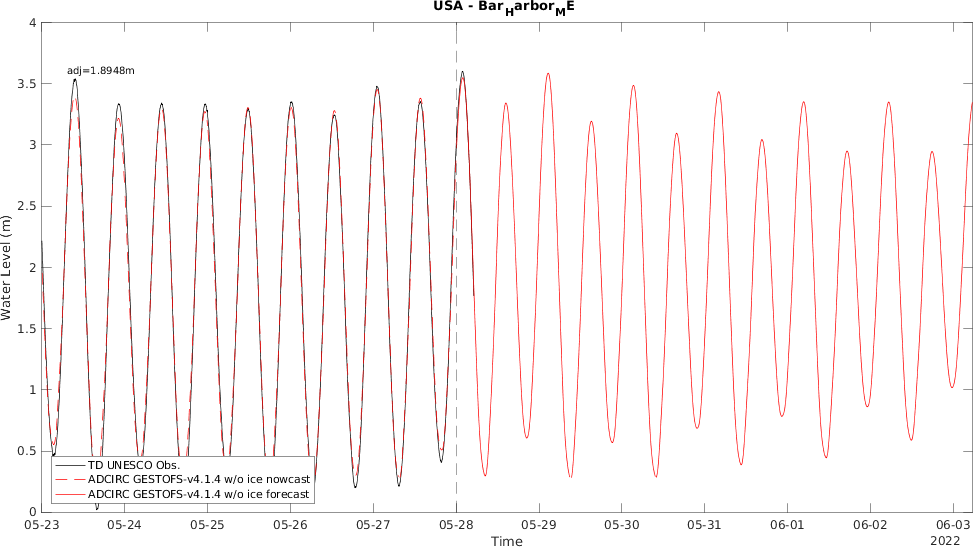 USA - BarHarborME
adj=1.8948m
Water Level (m)
4
3.5
3
2.5
2
1.5
1
0.5
0
TD UNESCO Obs.
ADCIRC GESTOFS-v4.1.4 w/o ice nowcast
ADCIRC GESTOFS-v4.1.4 w/o ice forecast
05-23 05-24 05-25 05-26 05-27 05-28 05-29 05-30 05-31 06-01 06-02 06-03
Time
2022